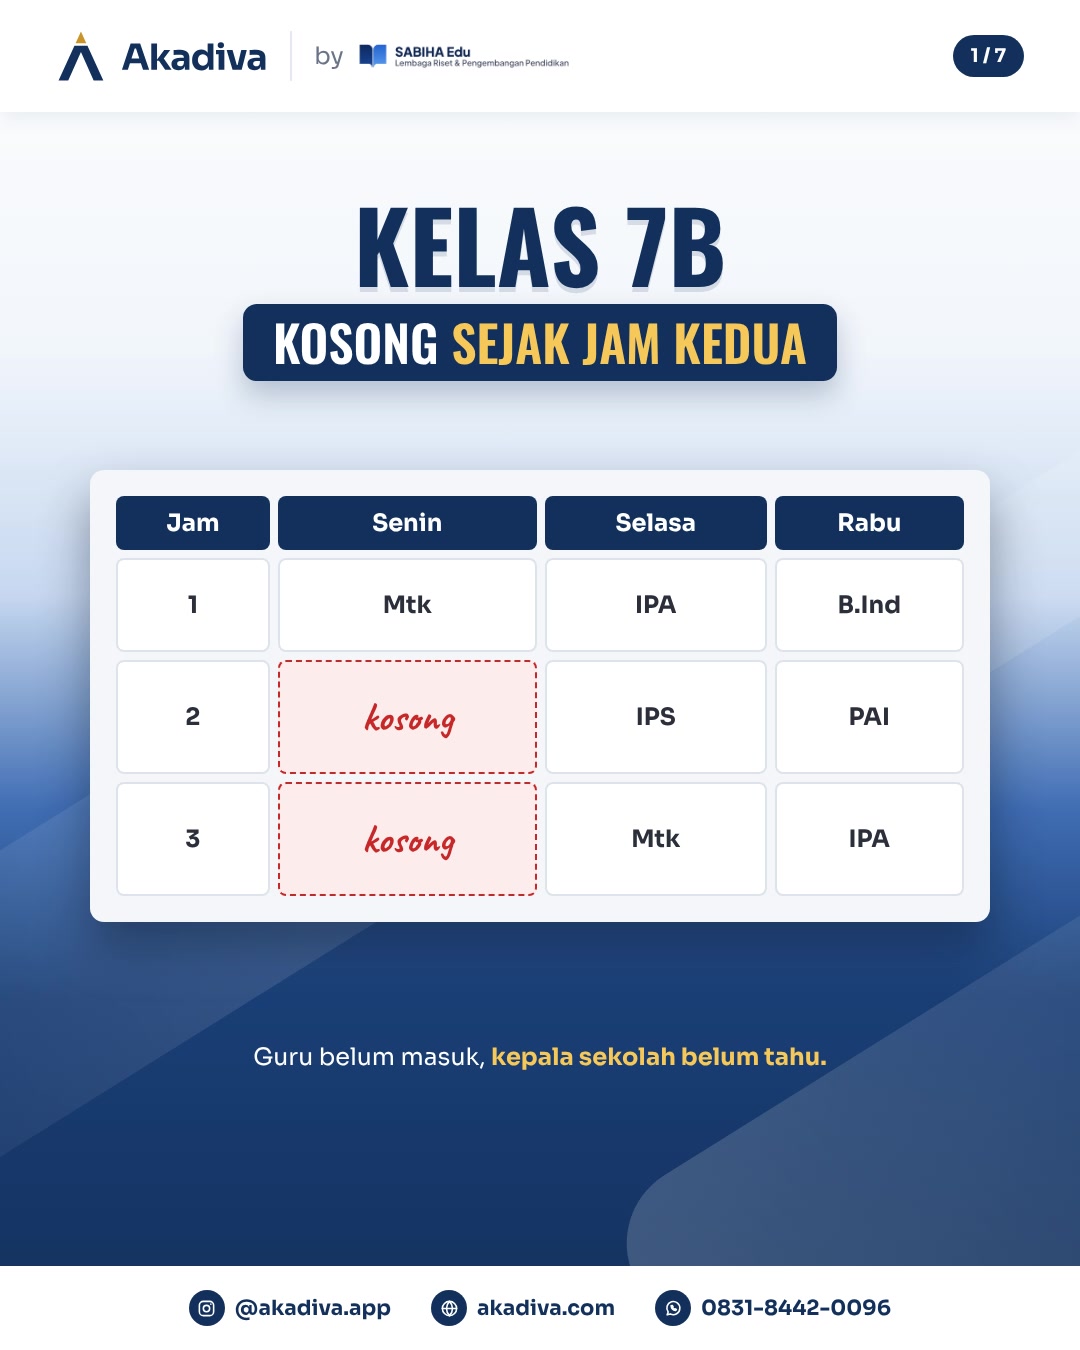 Akadiva
by
SABIHA Edu
Lembaga Riset & Pengembangan Pendidikan
1 / 7
KELAS 7B
KOSONG SEJAK JAM KEDUA
Jam Senin Selasa Rabu
1 Mtk IPA B.Ind
2 kosong IPS PAI
3 kosong Mtk IPA
Guru belum masuk, kepala sekolah belum tahu.
@akadiva.app akadiva.com 0831-8442-0096